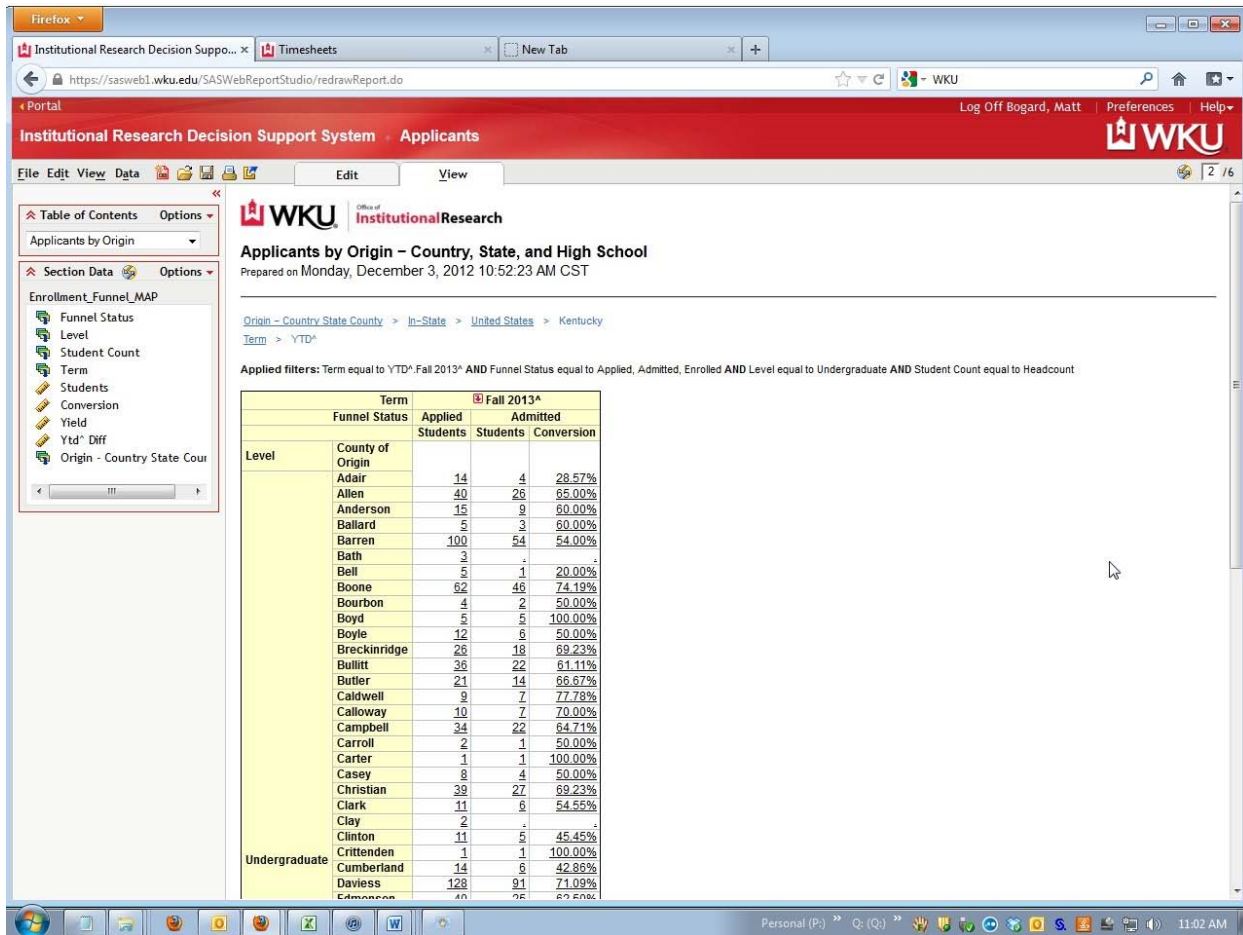 Firefox
Institutional Research Decision Suppo... × Timesheets × New Tab × +
https://sasweb1.wku.edu/SASWebReportStudio/redrawReport.do WKU
Portal Log Off Bogard, Matt | Preferences | Help
Institutional Research Decision Support System Applicants WKU
File Edit View Data Edit View 2 /6
Table of Contents Options
Applicants by Origin
Section Data Options
Enrollment_Funnel_MAP
Funnel Status
Level
Student Count
Term
Students
Conversion
Yield
Ytd^ Diff
Origin - Country State Cour
WKU Office of Institutional Research
Applicants by Origin – Country, State, and High School
Prepared on Monday, December 3, 2012 10:52:23 AM CST
Origin – Country State County > In-State > United States > Kentucky
Term > YTD^
Applied filters: Term equal to YTD^.Fall 2013^ AND Funnel Status equal to Applied, Admitted, Enrolled AND Level equal to Undergraduate AND Student Count equal to Headcount
Term Fall 2013^
Funnel Status Applied Admitted
Students Students Conversion
Level County of Origin
Adair 14 4 28.57%
Allen 40 26 65.00%
Anderson 15 9 60.00%
Ballard 5 3 60.00%
Barren 100 54 54.00%
Bath 3 . .
Bell 5 1 20.00%
Boone 62 46 74.19%
Bourbon 4 2 50.00%
Boyd 5 5 100.00%
Boyle 12 6 50.00%
Breckinridge 26 18 69.23%
Bullitt 36 22 61.11%
Butler 21 14 66.67%
Caldwell 9 7 77.78%
Calloway 10 7 70.00%
Campbell 34 22 64.71%
Carroll 2 1 50.00%
Carter 1 1 100.00%
Casey 8 4 50.00%
Christian 39 27 69.23%
Clark 11 6 54.55%
Clay 2 . .
Clinton 11 5 45.45%
Undergraduate Crittenden 1 1 100.00%
Cumberland 14 6 42.86%
Daviess 128 91 71.09%
Edmonson 40 25 62.50%
Personal (P:) » Q: (Q:) » 11:02 AM